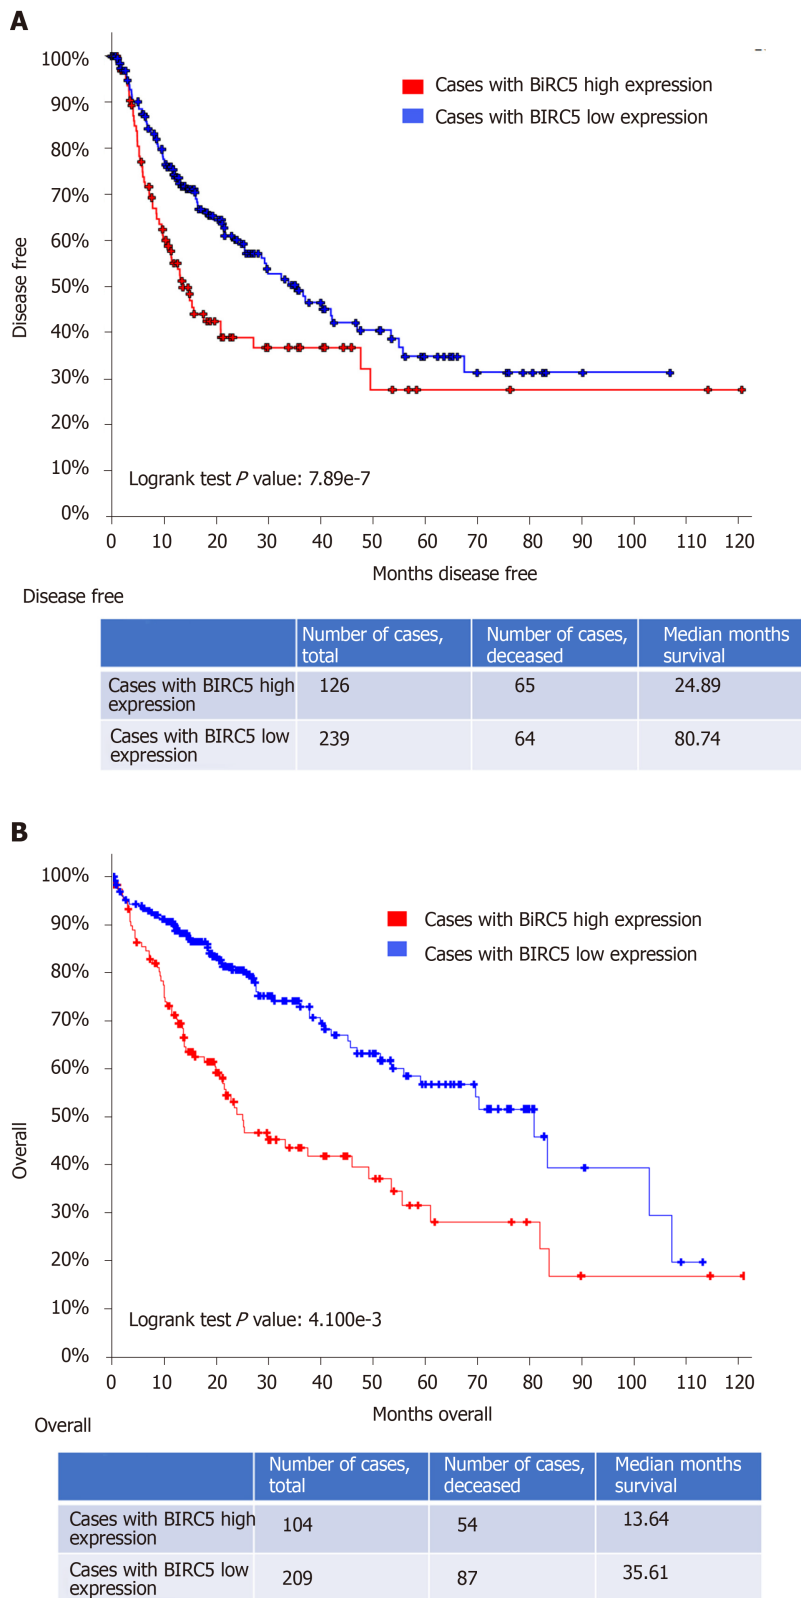 A
100%
90%
80%
70%
60%
50%
40%
30%
20%
10%
0%
Disease free
Cases with BiRC5 high expression
Cases with BIRC5 low expression
Logrank test P value: 7.89e-7
0 10 20 30 40 50 60 70 80 90 100 110 120
Months disease free
Disease free
Number of cases, total
Number of cases, deceased
Median months survival
Cases with BIRC5 high expression
126
65
24.89
Cases with BIRC5 low expression
239
64
80.74
B
100%
90%
80%
70%
60%
50%
40%
30%
20%
10%
0%
Overall
Cases with BiRC5 high expression
Cases with BIRC5 low expression
Logrank test P value: 4.100e-3
0 10 20 30 40 50 60 70 80 90 100 110 120
Months overall
Overall
Number of cases, total
Number of cases, deceased
Median months survival
Cases with BIRC5 high expression
104
54
13.64
Cases with BIRC5 low expression
209
87
35.61